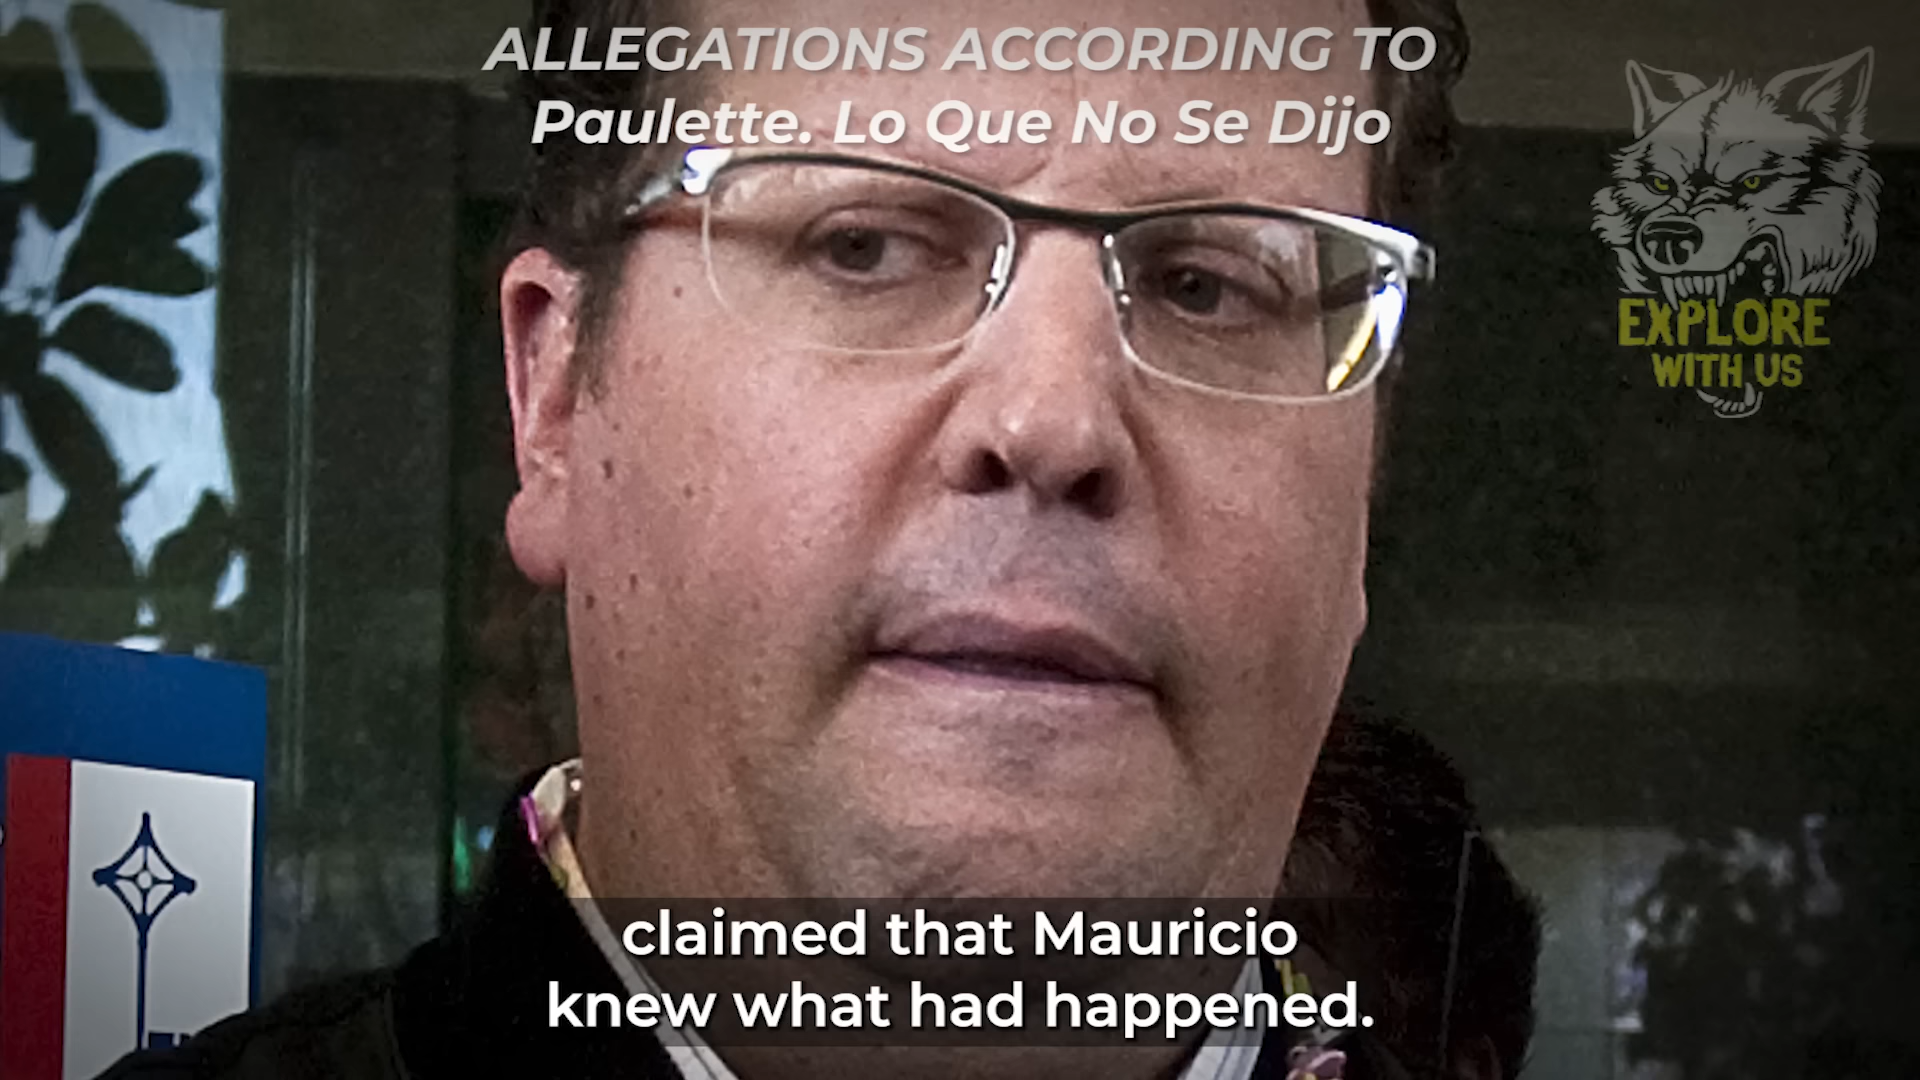 ALLEGATIONS ACCORDING TO
Paulette. Lo Que No Se Dijo
EXPLORE
WITH US
claimed that Mauricio
knew what had happened.